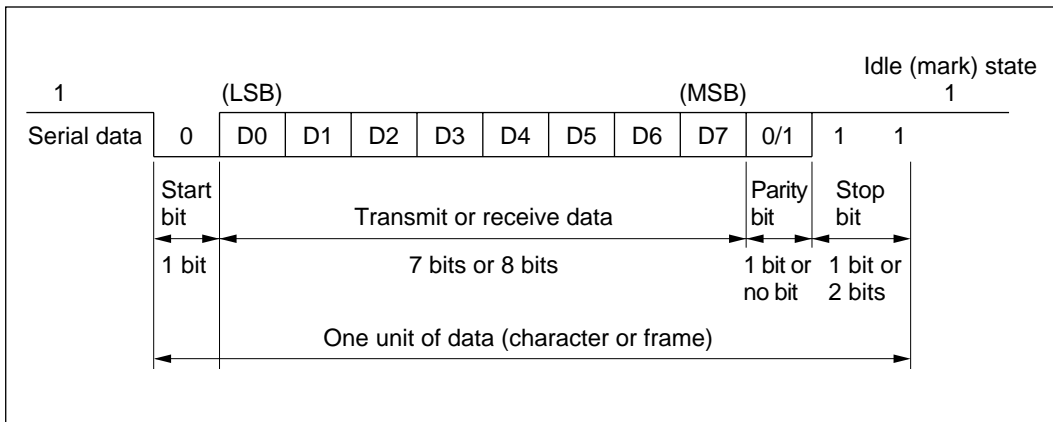 Idle (mark) state
1 (LSB) (MSB) 1
Serial data 0 D0 D1 D2 D3 D4 D5 D6 D7 0/1 1 1
Start Parity Stop
bit Transmit or receive data bit bit
1 bit 7 bits or 8 bits 1 bit or 1 bit or
no bit 2 bits
One unit of data (character or frame)